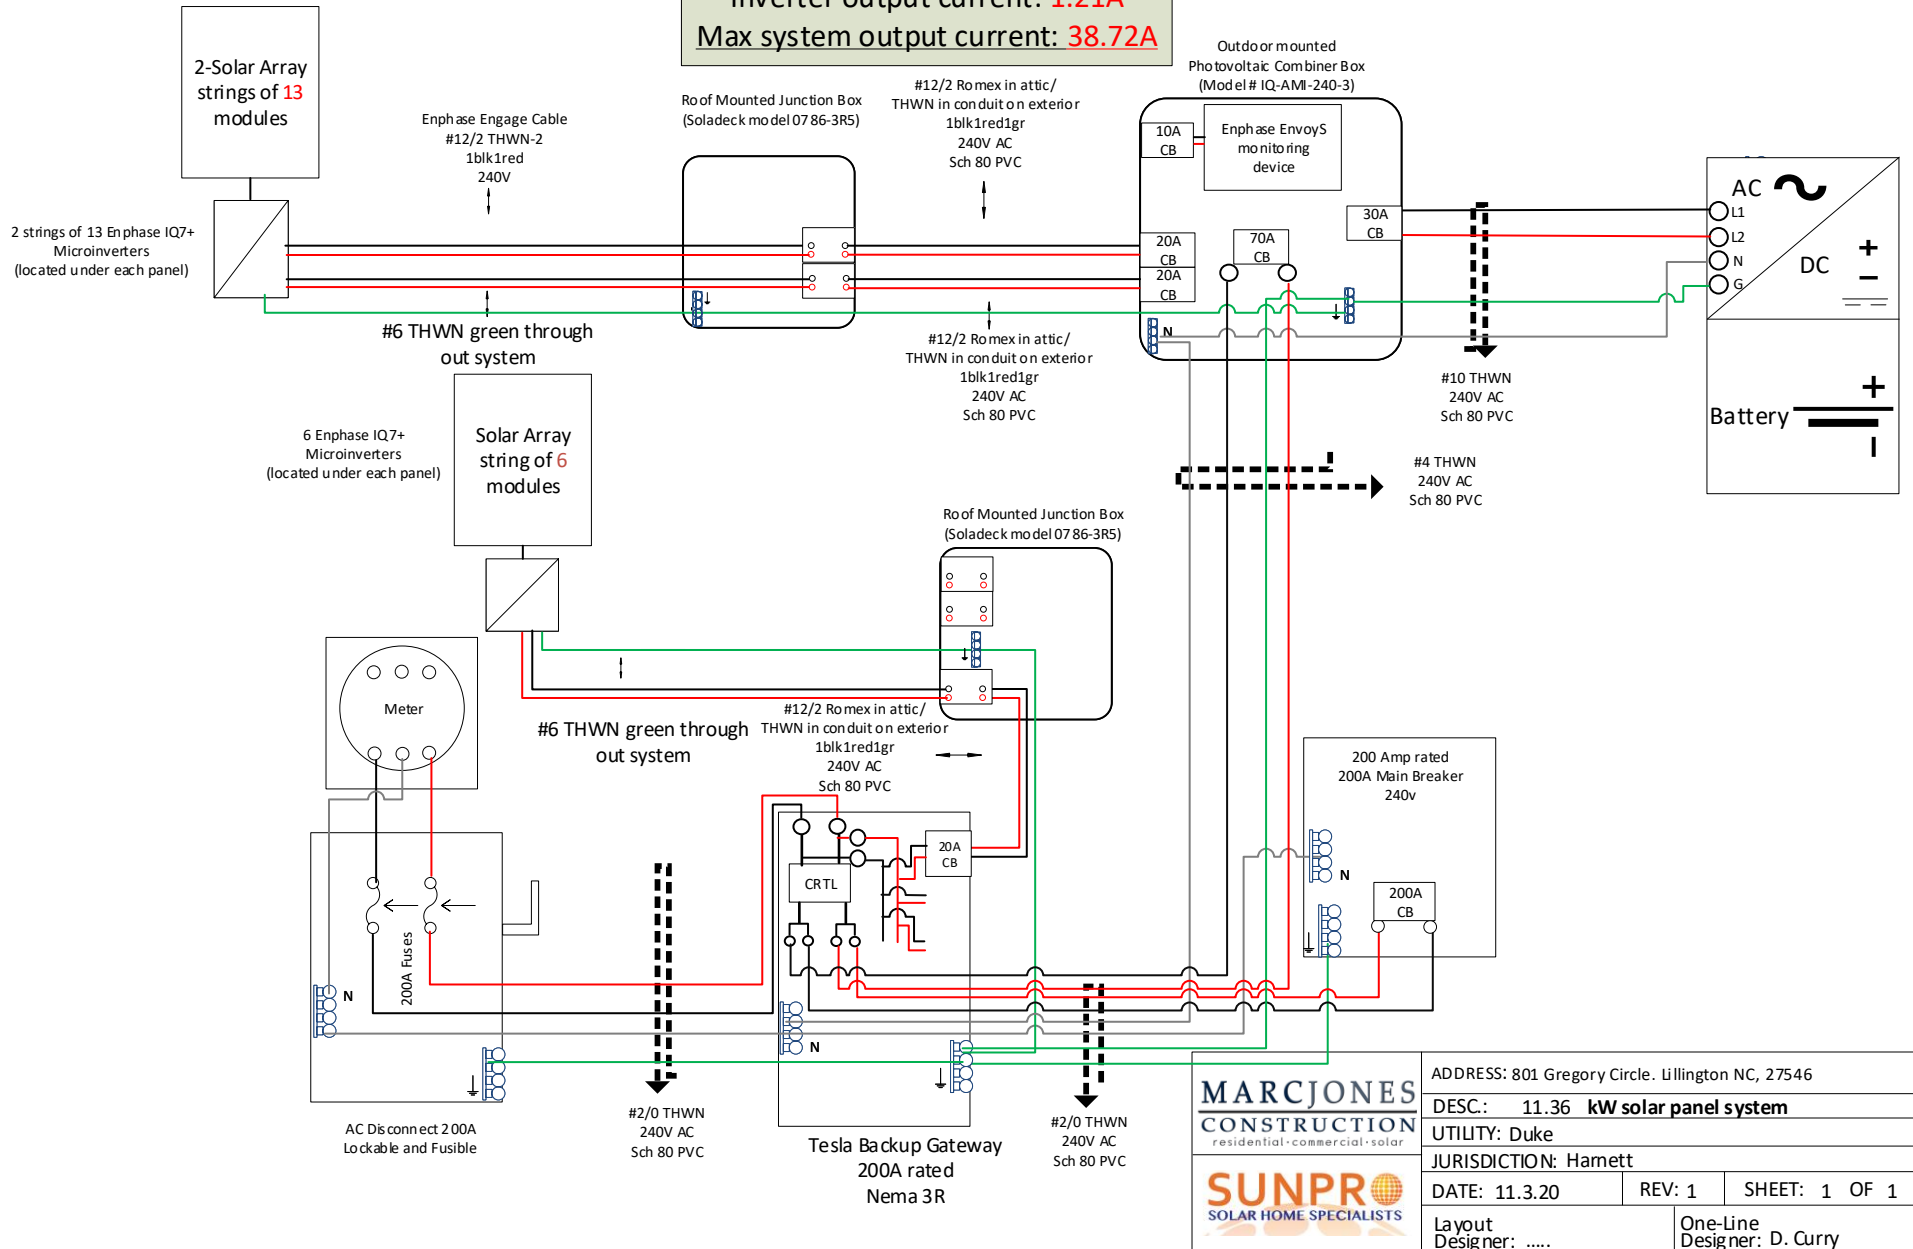 Inverter output current: 1.21A
Max system output current: 38.72A
2-Solar Array
strings of 13
modules
Enphase Engage Cable
#12/2 THWN-2
1blk1red
240V
Roof Mounted Junction Box
(Soladeck model 0786-3R5)
#12/2 Romex in attic/
THWN in conduit on exterior
1blk1red1gr
240V AC
Sch 80 PVC
Outdoor mounted
Photovoltaic Combiner Box
(Model # IQ-AMI-240-3)
10A
CB
Enphase EnvoyS
monitoring
device
30A
CB
20A
CB
20A
CB
70A
CB
N
AC
L1
L2
N
G
DC
+
−
Battery
+
2 strings of 13 Enphase IQ7+
Microinverters
(located under each panel)
#6 THWN green through
out system
#12/2 Romex in attic/
THWN in conduit on exterior
1blk1red1gr
240V AC
Sch 80 PVC
#10 THWN
240V AC
Sch 80 PVC
#4 THWN
240V AC
Sch 80 PVC
6 Enphase IQ7+
Microinverters
(located under each panel)
Solar Array
string of 6
modules
Roof Mounted Junction Box
(Soladeck model 0786-3R5)
Meter
#6 THWN green through
out system
#12/2 Romex in attic/
THWN in conduit on exterior
1blk1red1gr
240V AC
Sch 80 PVC
200 Amp rated
200A Main Breaker
240v
N
200A
CB
20A
CB
CRTL
200A Fuses
N
N
#2/0 THWN
240V AC
Sch 80 PVC
#2/0 THWN
240V AC
Sch 80 PVC
AC Disconnect 200A
Lockable and Fusible
Tesla Backup Gateway
200A rated
Nema 3R
MARCJONES
CONSTRUCTION
residential·commercial·solar
SUNPRO
SOLAR HOME SPECIALISTS
ADDRESS: 801 Gregory Circle. Lillington NC, 27546
DESC.: 11.36 kW solar panel system
UTILITY: Duke
JURISDICTION: Harnett
DATE: 11.3.20 REV: 1 SHEET: 1 OF 1
Layout
Designer: .....
One-Line
Designer: D. Curry